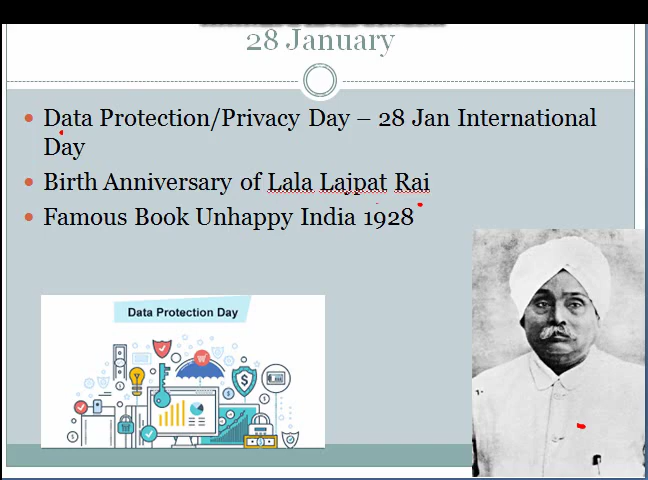 28 January
Data Protection/Privacy Day – 28 Jan International
Day
Birth Anniversary of Lala Lajpat Rai
Famous Book Unhappy India 1928
Data Protection Day